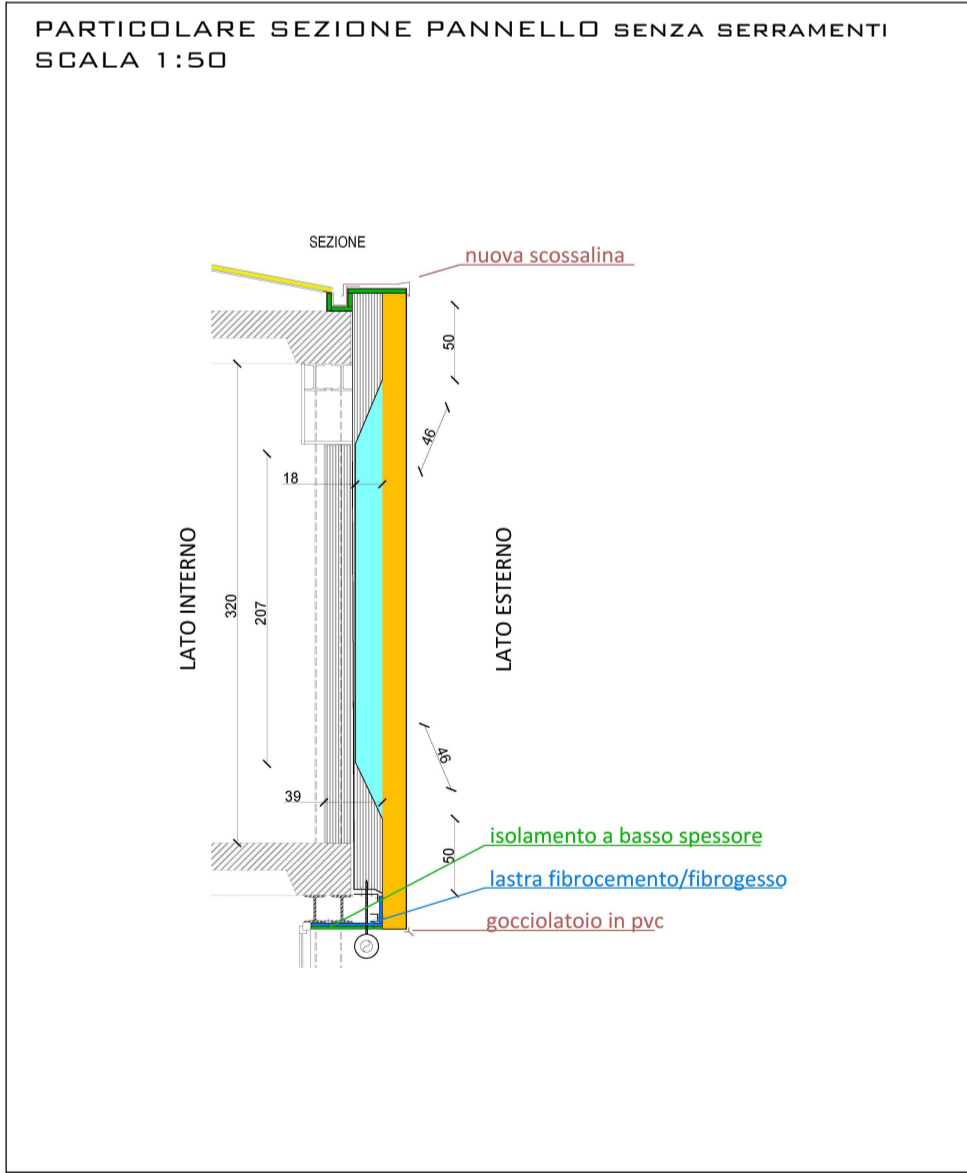 PARTICOLARE SEZIONE PANNELLO SENZA SERRAMENTI
SCALA 1:50
SEZIONE
nuova scossalina
50
46
18
LATO INTERNO
320
207
LATO ESTERNO
46
39
50
isolamento a basso spessore
lastra fibrocemento/fibrogesso
gocciolatoio in pvc